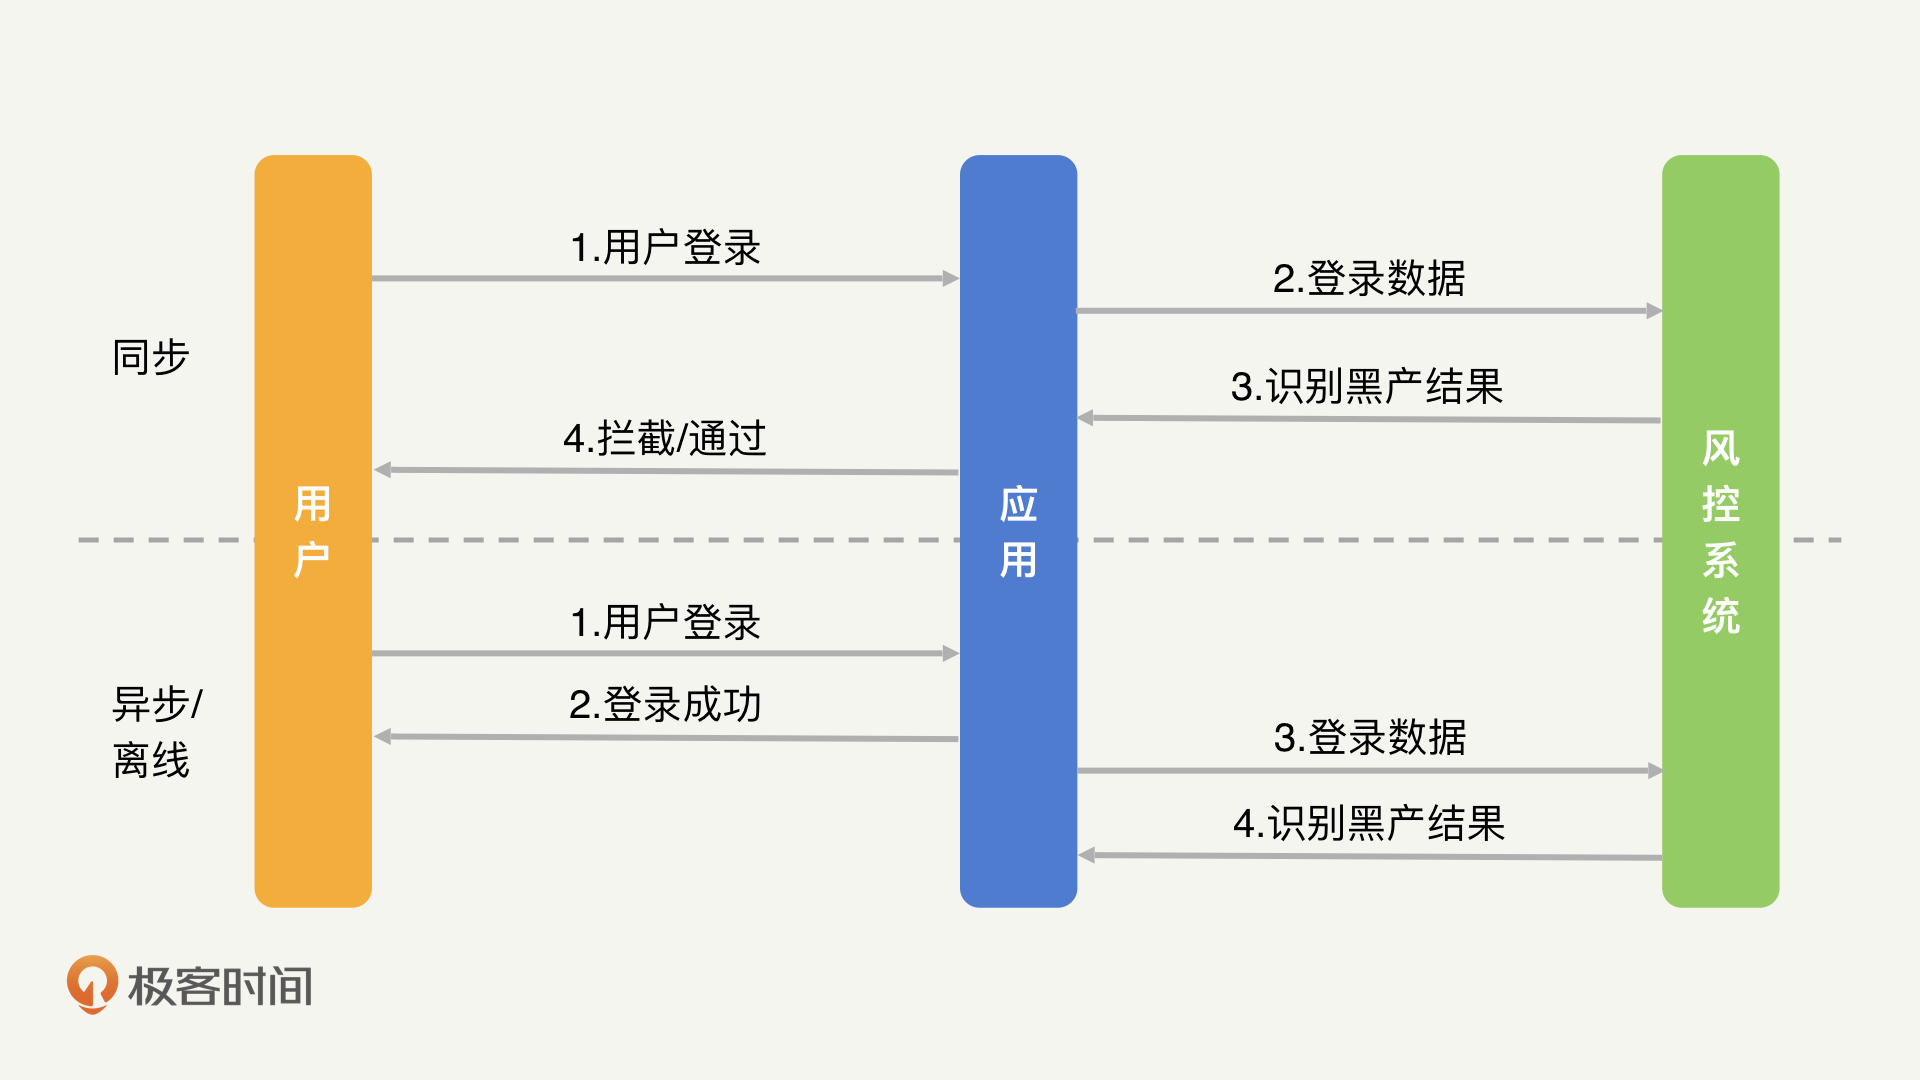 1.用户登录
2.登录数据
同步
3.识别黑产结果
4.拦截/通过
用户
应用
风控系统
1.用户登录
异步/
离线
2.登录成功
3.登录数据
4.识别黑产结果
极客时间